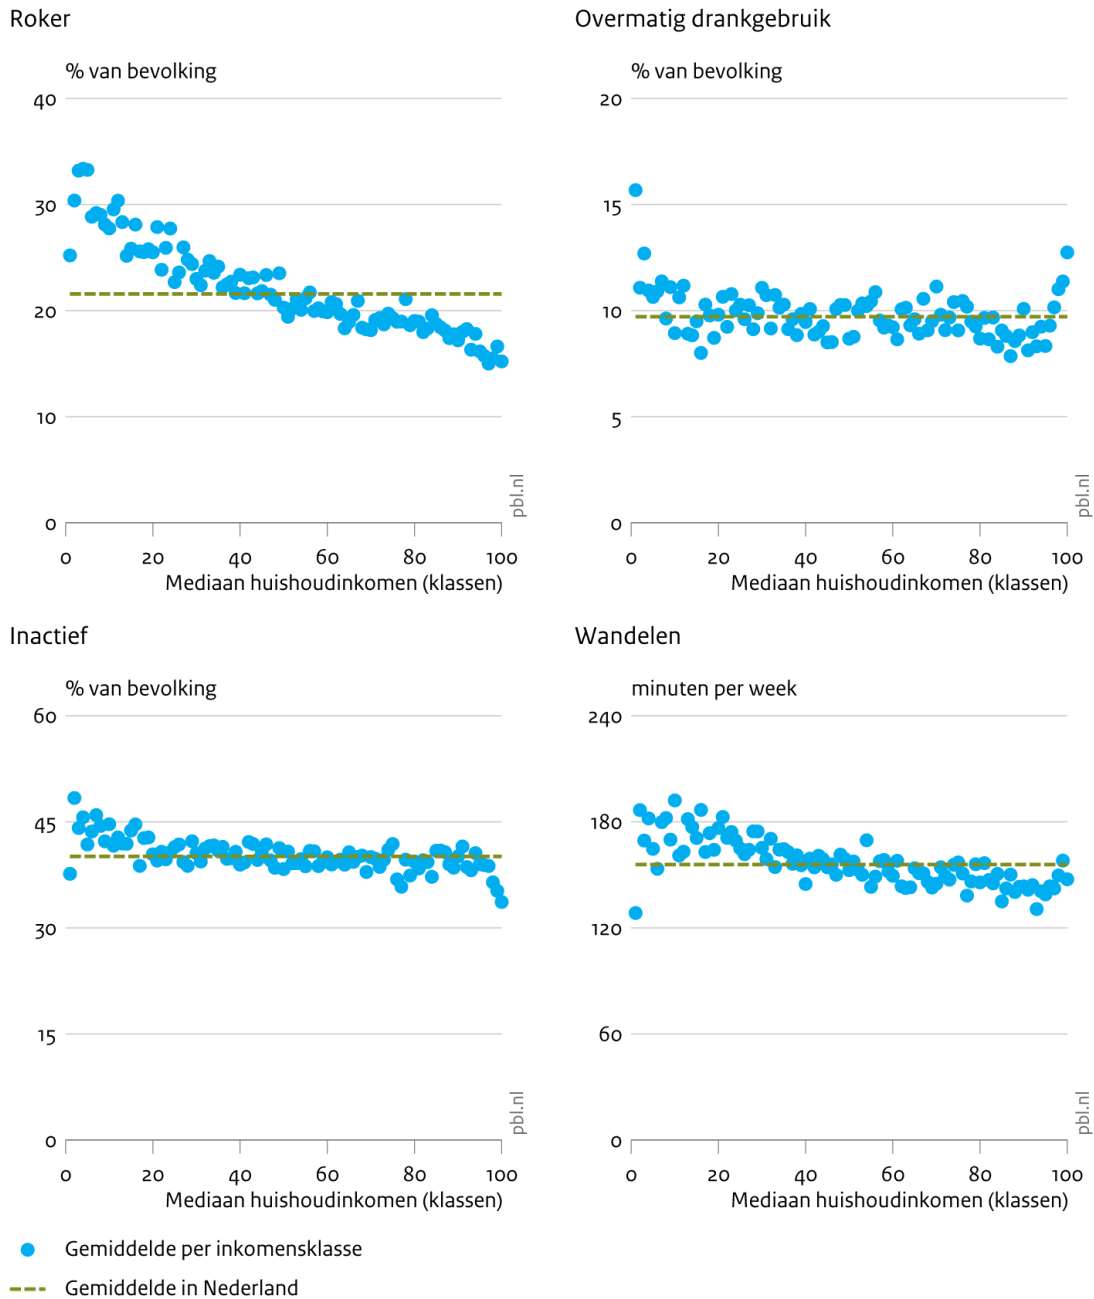 Roker
% van bevolking
40
30
20
10
0
0 20 40 60 80 100
Mediaan huishoudinkomen (klassen)
pbl.nl
Overmatig drankgebruik
% van bevolking
20
15
10
5
0
0 20 40 60 80 100
Mediaan huishoudinkomen (klassen)
pbl.nl
Inactief
% van bevolking
60
45
30
15
0
0 20 40 60 80 100
Mediaan huishoudinkomen (klassen)
pbl.nl
Wandelen
minuten per week
240
180
120
60
0
0 20 40 60 80 100
Mediaan huishoudinkomen (klassen)
pbl.nl
Gemiddelde per inkomensklasse
Gemiddelde in Nederland